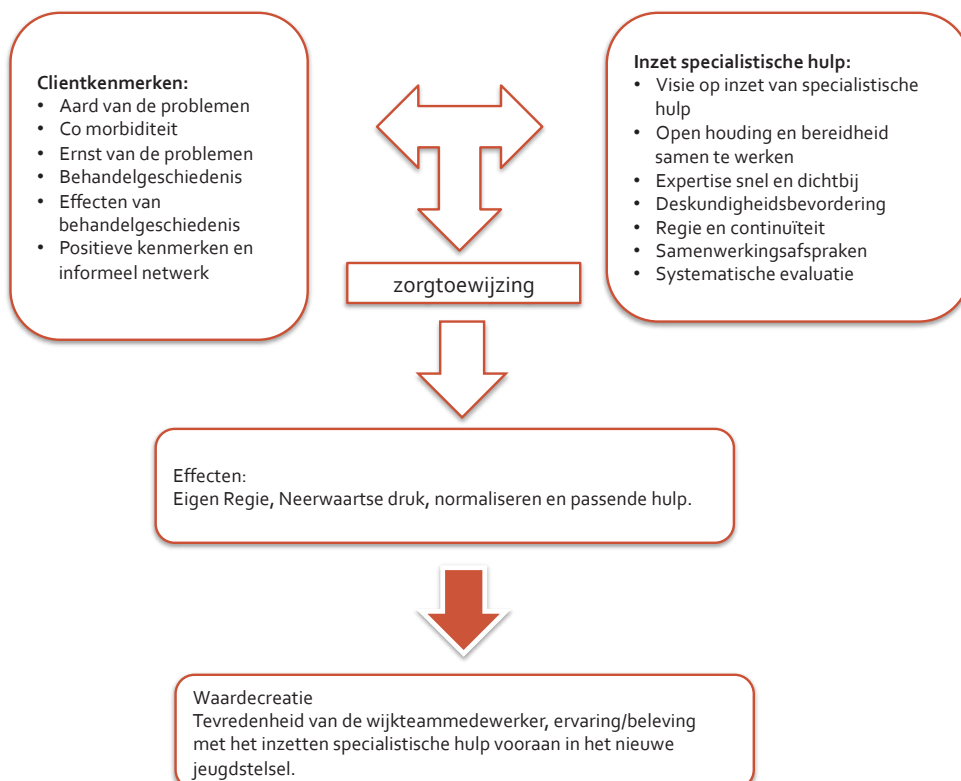 Clientkenmerken:
• Aard van de problemen
• Co morbiditeit
• Ernst van de problemen
• Behandelgeschiedenis
• Effecten van
behandelgeschiedenis
• Positieve kenmerken en
informeel netwerk
Inzet specialistische hulp:
• Visie op inzet van specialistische
hulp
• Open houding en bereidheid
samen te werken
• Expertise snel en dichtbij
• Deskundigheidsbevordering
• Regie en continuïteit
• Samenwerkingsafspraken
• Systematische evaluatie
zorgtoewijzing
Effecten:
Eigen Regie, Neerwaartse druk, normaliseren en passende hulp.
Waardecreatie
Tevredenheid van de wijkteammedewerker, ervaring/beleving
met het inzetten specialistische hulp vooraan in het nieuwe
jeugdstelsel.